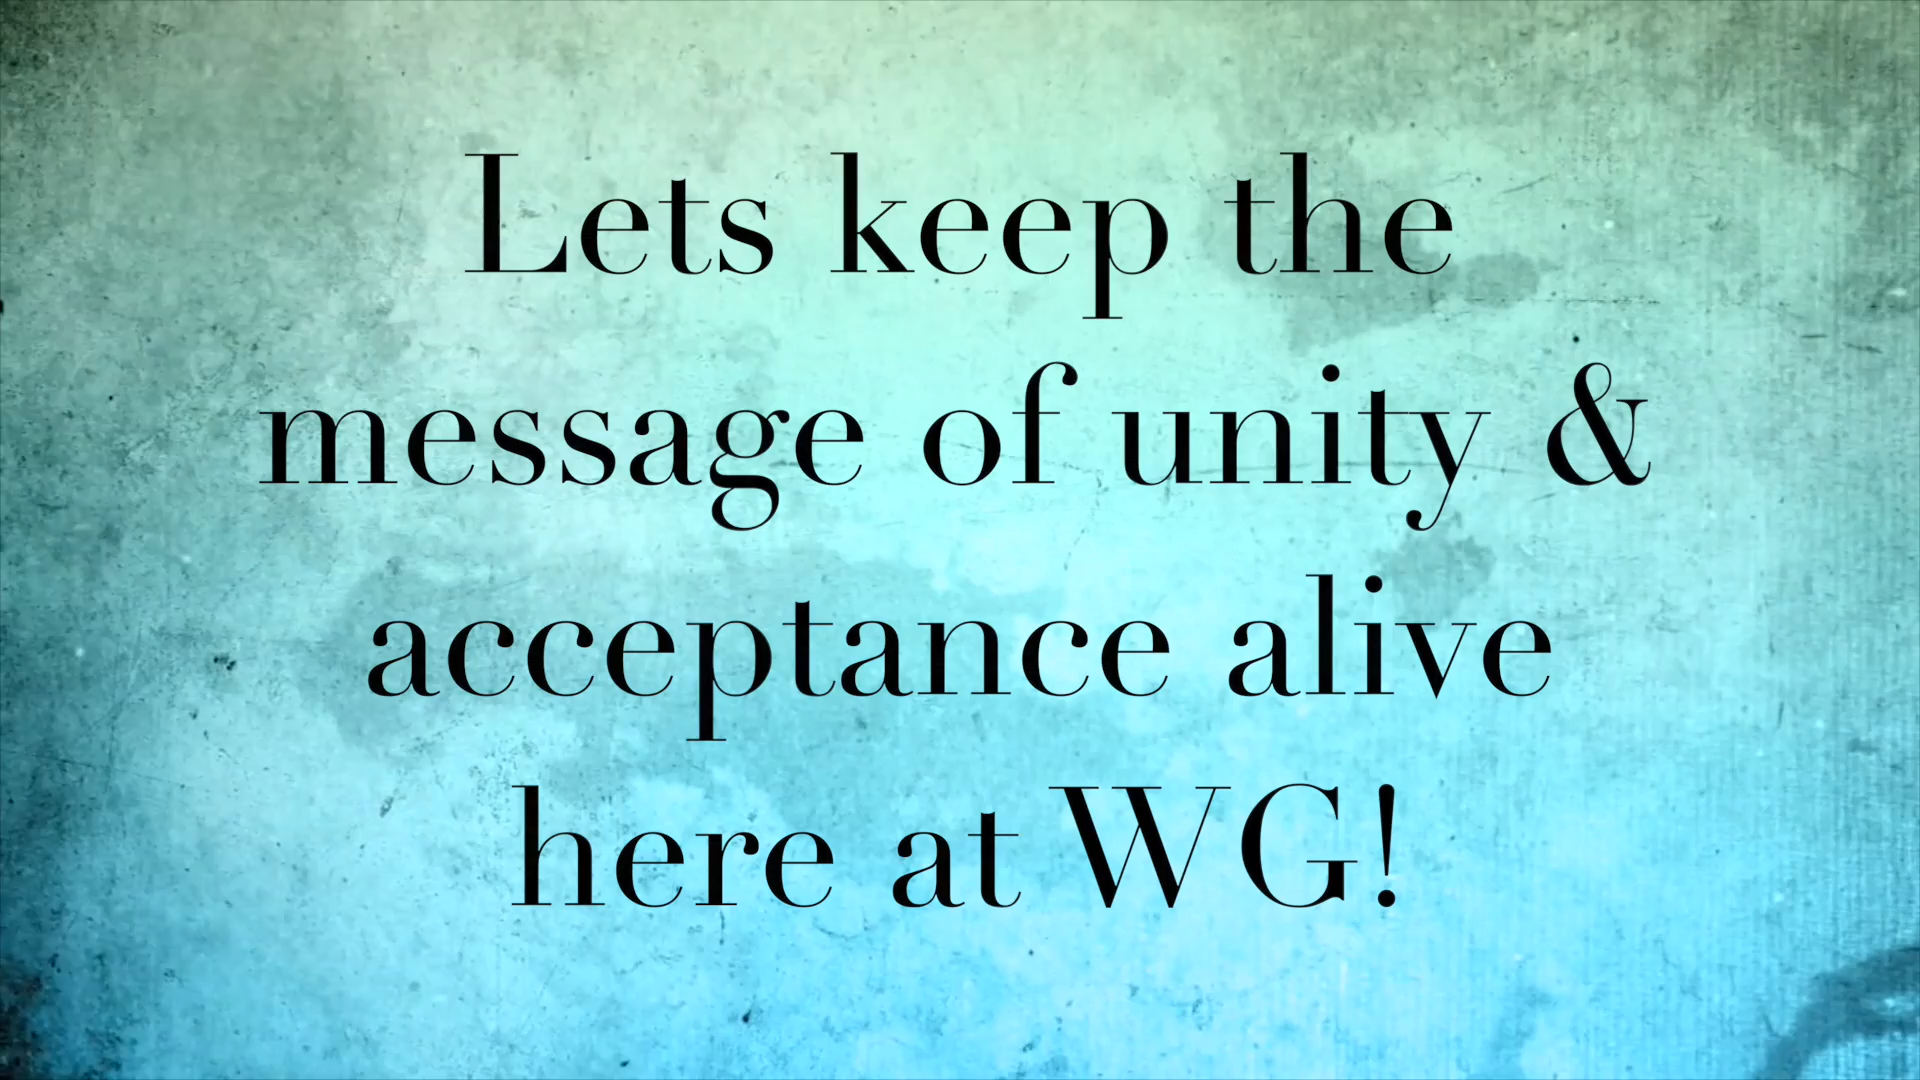 Lets keep the
message of unity &
acceptance alive
here at WG!